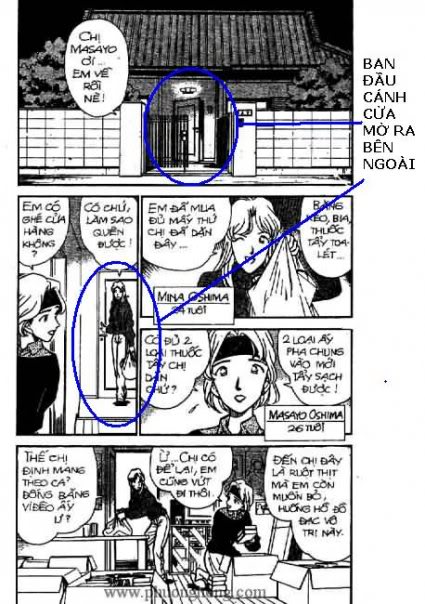 CHỊ
MASAYO
ƠI...
EM VỀ
RỒI
NÈ!
BAN
ĐẦU
CÁNH
CỬA
MỞ RA
BÊN
NGOÀI
EM CÓ
GHÉ CỬA
HÀNG
KHÔNG?
CÓ CHỨ,
LÀM SAO
QUÊN
ĐƯỢC!
EM ĐÃ MUA
ĐỦ MẤY THỨ
CHỊ ĐÃ DẶN
ĐÂY...
BĂNG
KEO, BIA,
THUỐC
TẨY TOA-
LÉT...
MINA OSHIMA
24 TUỔI
CÓ ĐỦ 2
LOẠI THUỐC
TẨY CHỊ
DẶN
CHỨ?
2 LOẠI ẤY
PHA CHUNG
VÀO MỚI
TẨY SẠCH
ĐƯỢC!
MASAYO OSHIMA
26 TUỔI
THẾ CHỊ
ĐỊNH MANG
THEO CẢ
ĐỐNG BĂNG
VIDÉO ẤY
Ư?
Ừ... CHỊ CÓ
ĐỂ LẠI, EM
CŨNG VỨT
ĐI THÔI.
ĐẾN CHỊ ĐÂY
LÀ RUỘT THỊT
MÀ EM CÒN
MUỐN BỎ,
HUỐNG HỒ ĐỒ
ĐẠC VÔ
TRI NÀY.
www.phuonghong.com